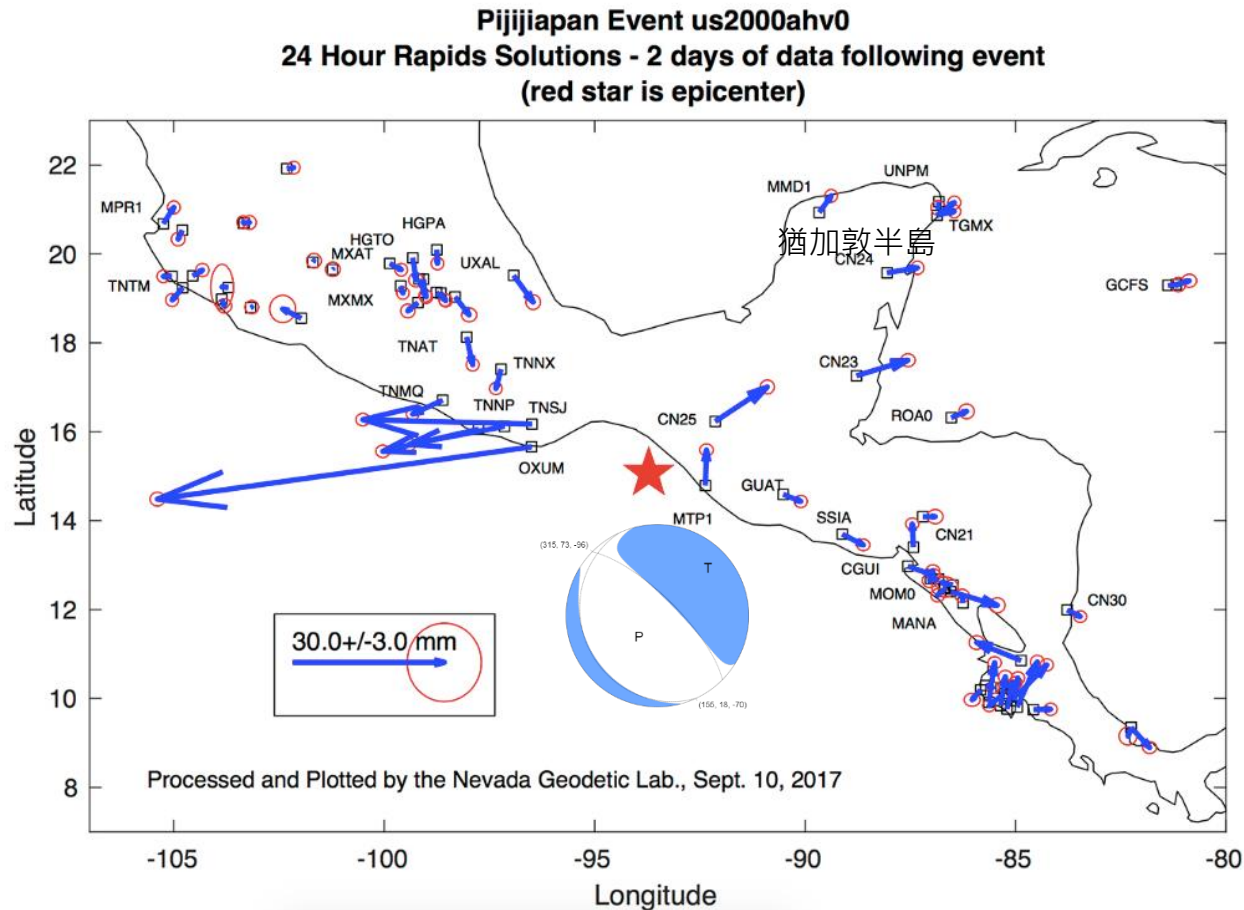 Pijijiapan Event us2000ahv0
24 Hour Rapids Solutions - 2 days of data following event
(red star is epicenter)
22
20
18
16
14
12
10
8
Latitude
UNPM
MMD1
MPR1
HGPA
TGMX
猶加敦半島
HGTO
MXAT
UXAL
CN24
TNTM
GCFS
MXMX
TNAT
TNNX
CN23
TNMQ
TNNP
TNSJ
CN25
ROA0
OXUM
GUAT
MTP1
SSIA
CN21
(315, 73, -96)
T
CGUI
MOM0
CN30
MANA
P
30.0+/-3.0 mm
(155, 18, -70)
Processed and Plotted by the Nevada Geodetic Lab., Sept. 10, 2017
-105
-100
-95
-90
-85
-80
Longitude